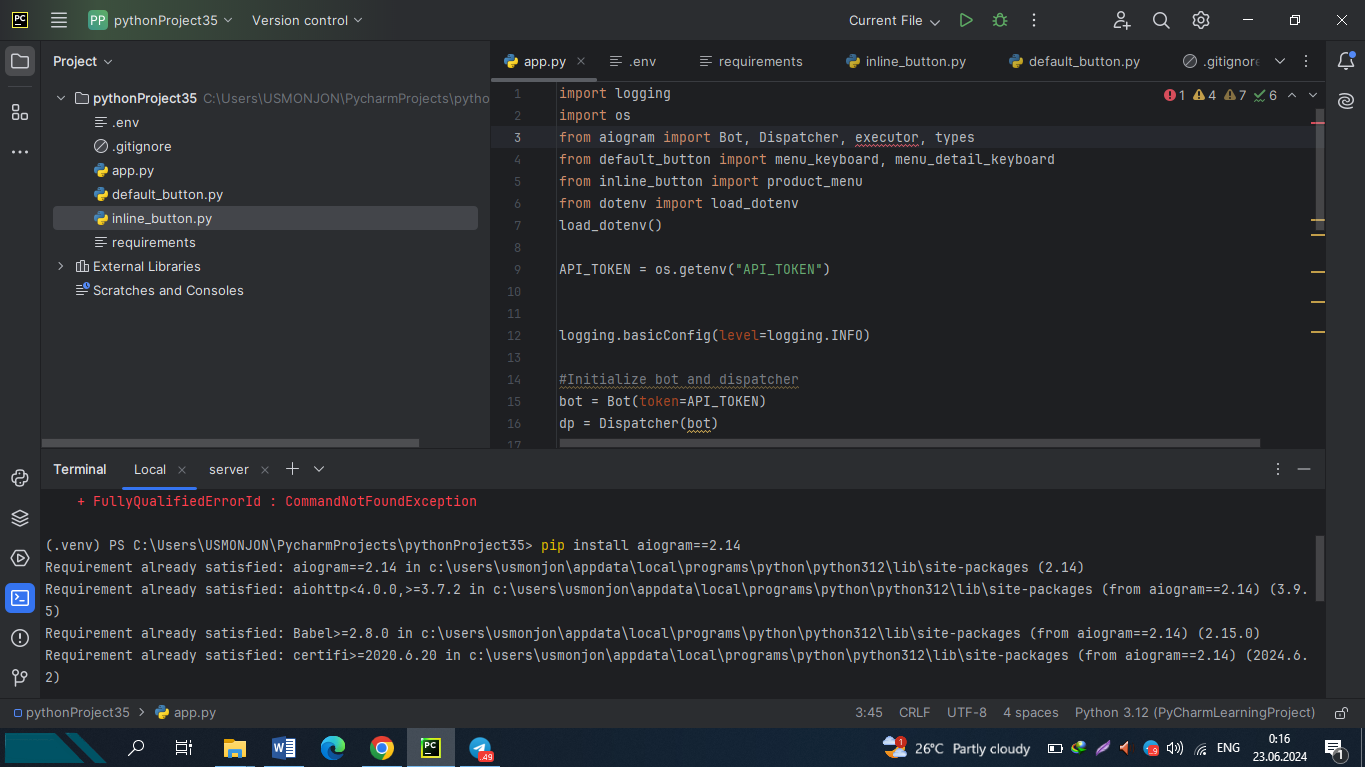 PC
PP pythonProject35
Version control
Current File
Project
pythonProject35 C:\Users\USMONJON\PycharmProjects\pytho
.env
.gitignore
app.py
default_button.py
inline_button.py
requirements
External Libraries
Scratches and Consoles
app.py
.env
requirements
inline_button.py
default_button.py
.gitignore
1 4 7 6
1 import logging
2 import os
3 from aiogram import Bot, Dispatcher, executor, types
4 from default_button import menu_keyboard, menu_detail_keyboard
5 from inline_button import product_menu
6 from dotenv import load_dotenv
7 load_dotenv()
8
9 API_TOKEN = os.getenv("API_TOKEN")
10
11
12 logging.basicConfig(level=logging.INFO)
13
14 #Initialize bot and dispatcher
15 bot = Bot(token=API_TOKEN)
16 dp = Dispatcher(bot)
17
Terminal
Local
server
+ FullyQualifiedErrorId : CommandNotFoundException
(.venv) PS C:\Users\USMONJON\PycharmProjects\pythonProject35> pip install aiogram==2.14
Requirement already satisfied: aiogram==2.14 in c:\users\usmonjon\appdata\local\programs\python\python312\lib\site-packages (2.14)
Requirement already satisfied: aiohttp<4.0.0,>=3.7.2 in c:\users\usmonjon\appdata\local\programs\python\python312\lib\site-packages (from aiogram==2.14) (3.9.
5)
Requirement already satisfied: Babel>=2.8.0 in c:\users\usmonjon\appdata\local\programs\python\python312\lib\site-packages (from aiogram==2.14) (2.15.0)
Requirement already satisfied: certifi>=2020.6.20 in c:\users\usmonjon\appdata\local\programs\python\python312\lib\site-packages (from aiogram==2.14) (2024.6.
2)
pythonProject35 > app.py
3:45 CRLF UTF-8 4 spaces Python 3.12 (PyCharmLearningProject)
W
PC
49
1
26°C Partly cloudy
ENG
0:16
23.06.2024
1